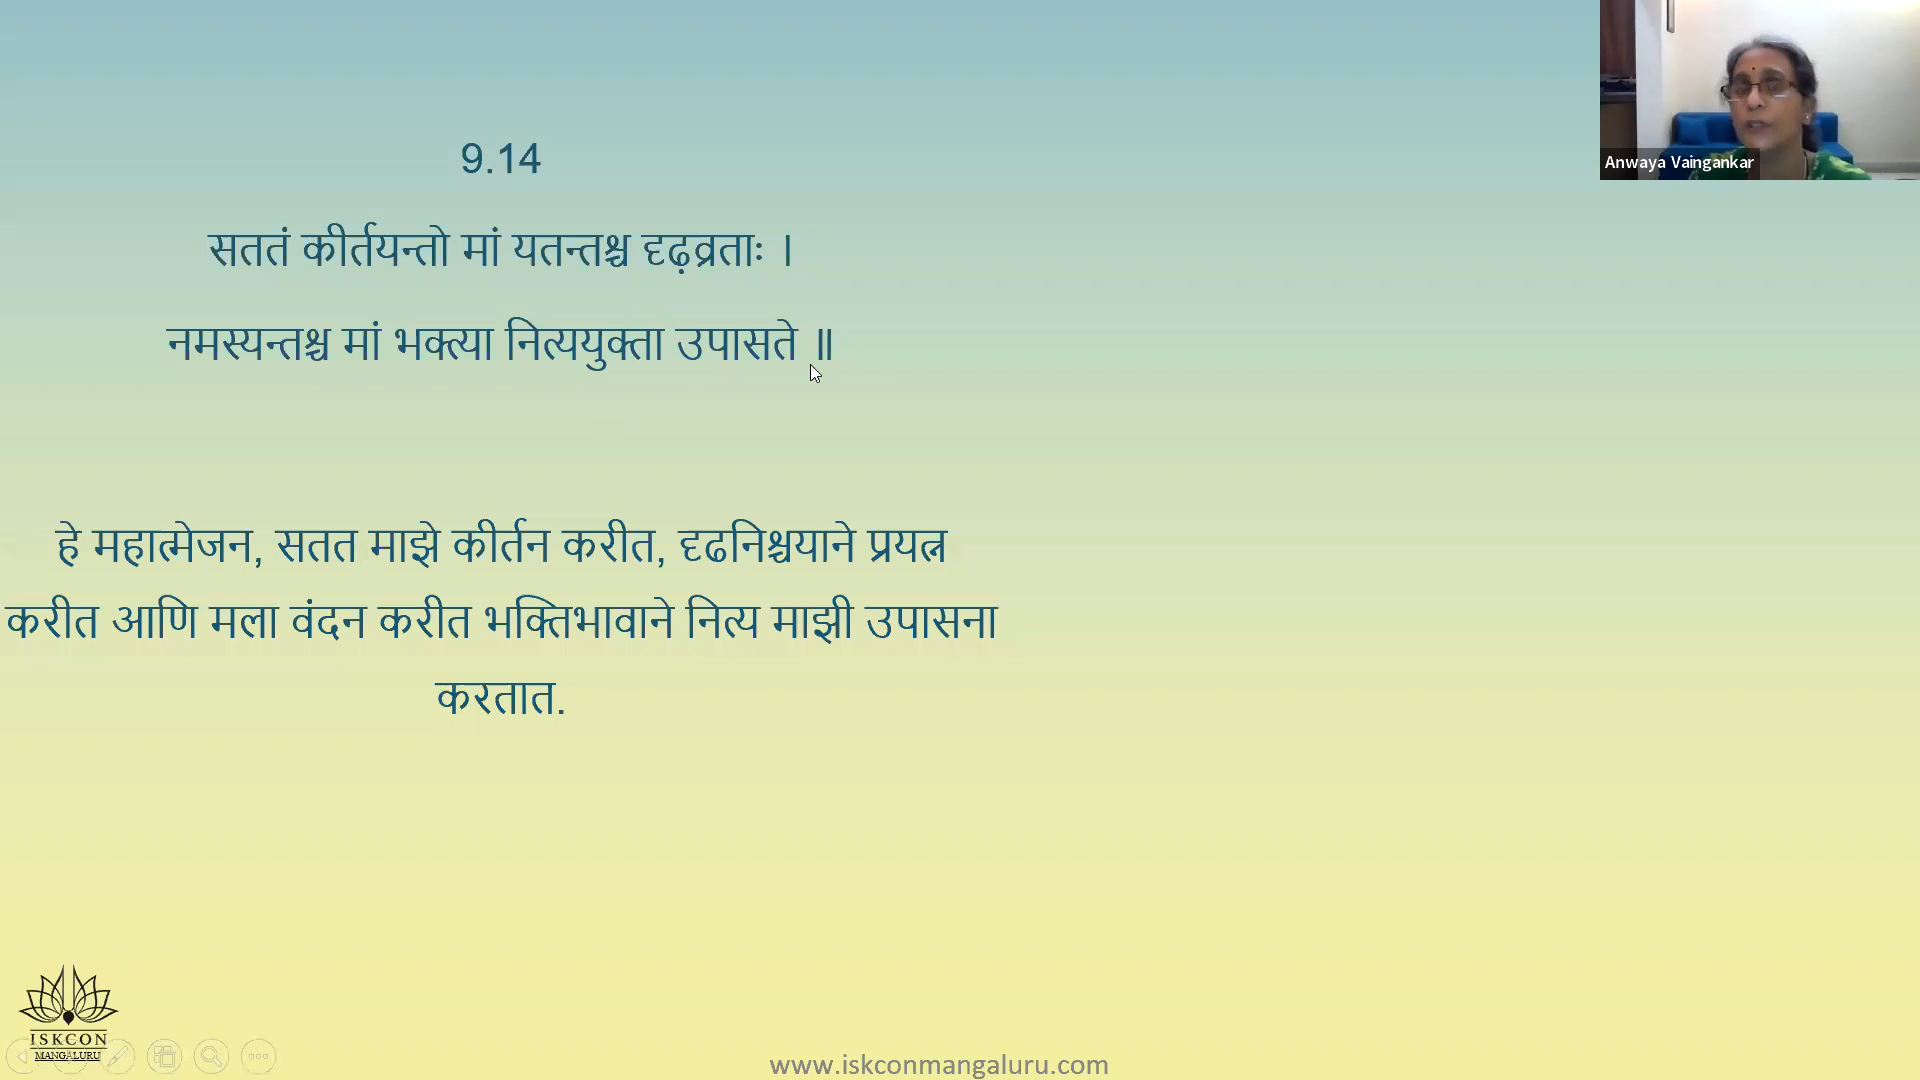 9.14
सततं कीर्तयन्तो मां यतन्तश्च दृढ़व्रताः ।
नमस्यन्तश्च मां भक्त्या नित्ययुक्ता उपासते ॥
हे महात्मेजन, सतत माझे कीर्तन करीत, दृढनिश्चयाने प्रयत्न
करीत आणि मला वंदन करीत भक्तिभावाने नित्य माझी उपासना
करतात.
Anwaya Vaingankar
ISKCON
MANGALURU
www.iskconmangaluru.com